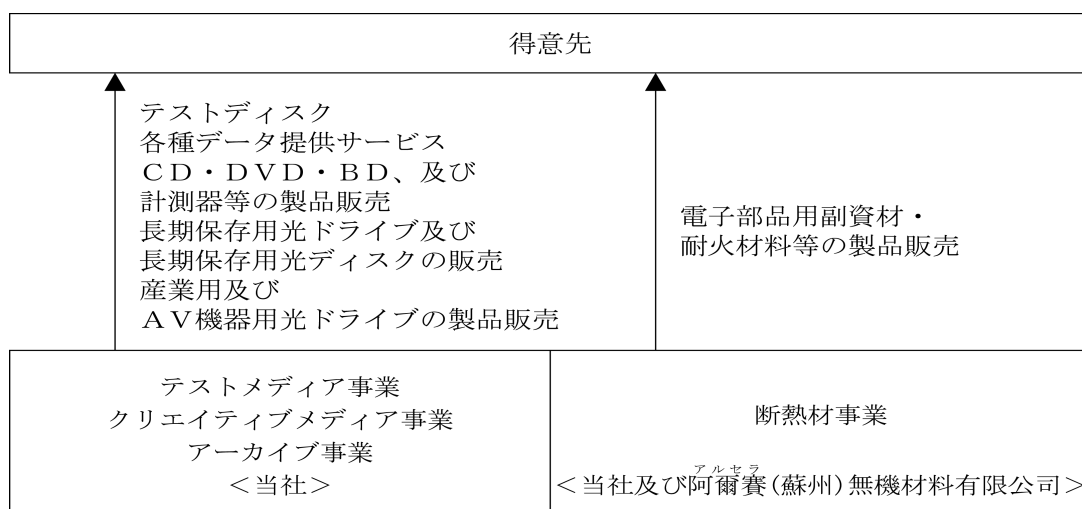 得意先
テストディスク
各種データ提供サービス
ＣＤ・ＤＶＤ・ＢＤ、及び
計測器等の製品販売
長期保存用光ドライブ及び
長期保存用光ディスクの販売
産業用及び
ＡＶ機器用光ドライブの製品販売
電子部品用副資材・
耐火材料等の製品販売
テストメディア事業
クリエイティブメディア事業
アーカイブ事業
＜当社＞
断熱材事業
アルセラ
＜当社及び阿爾賽(蘇州)無機材料有限公司＞